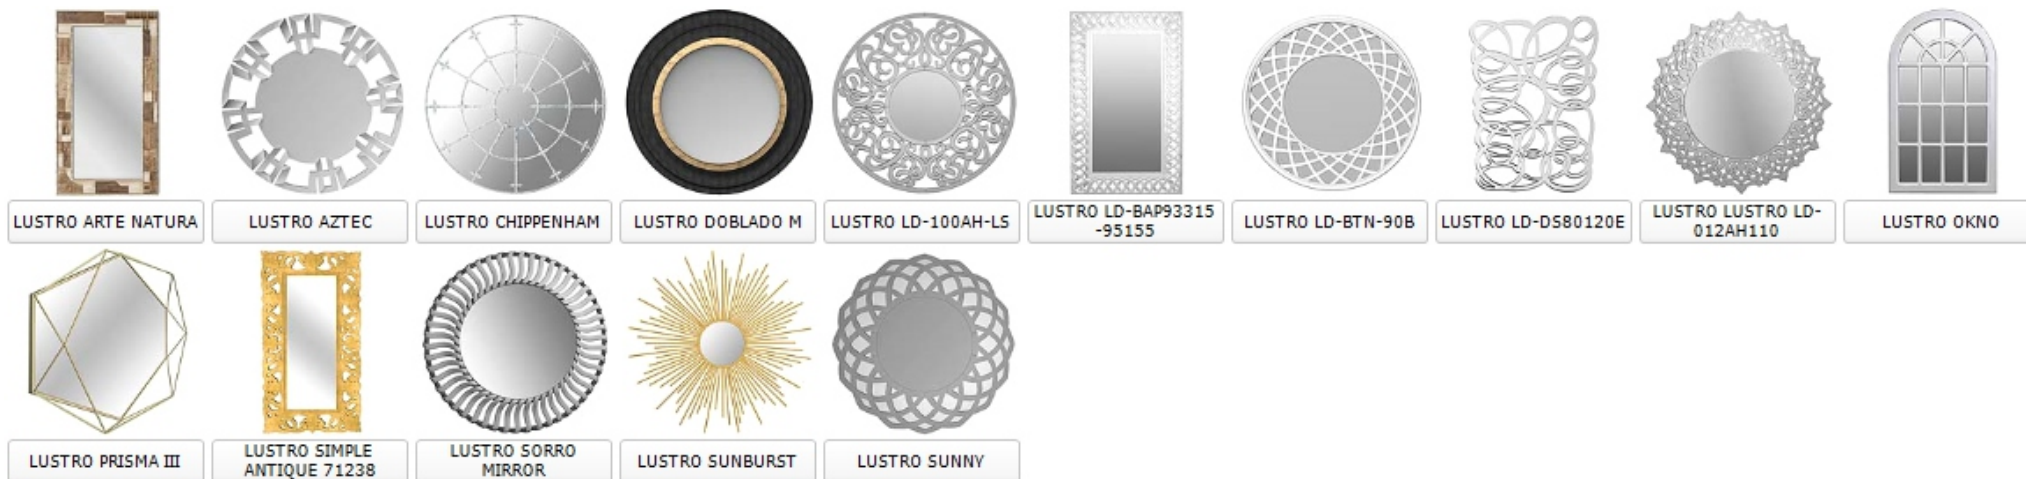 LUSTRO ARTE NATURA
LUSTRO AZTEC
LUSTRO CHIPPENHAM
LUSTRO DOBLADO M
LUSTRO LD-100AH-LS
LUSTRO LD-BAP93315
-95155
LUSTRO LD-BTN-90B
LUSTRO LD-DS80120E
LUSTRO LUSTRO LD-
012AH110
LUSTRO OKNO
LUSTRO PRISMA III
LUSTRO SIMPLE
ANTIQUE 71238
LUSTRO SORRO
MIRROR
LUSTRO SUNBURST
LUSTRO SUNNY